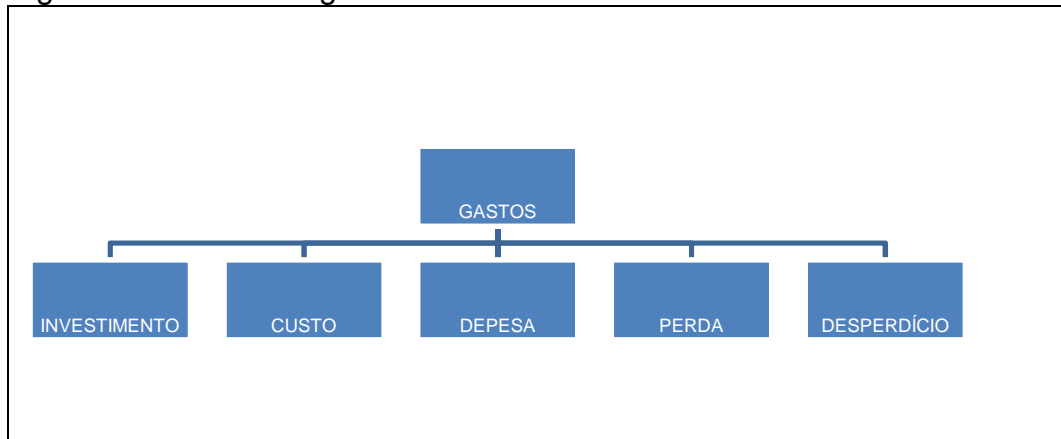 GASTOS
INVESTIMENTO
CUSTO
DEPESA
PERDA
DESPERDÍCIO